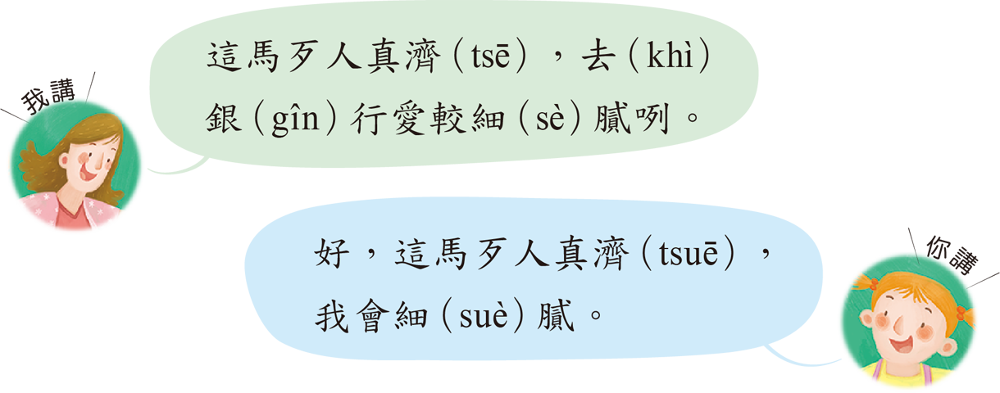 我講
這馬歹人真濟(tsē),去(khì)
銀(gîn)行愛較細(sè)膩咧。
好,這馬歹人真濟(tsuē),
我會細(suè)膩。
你講